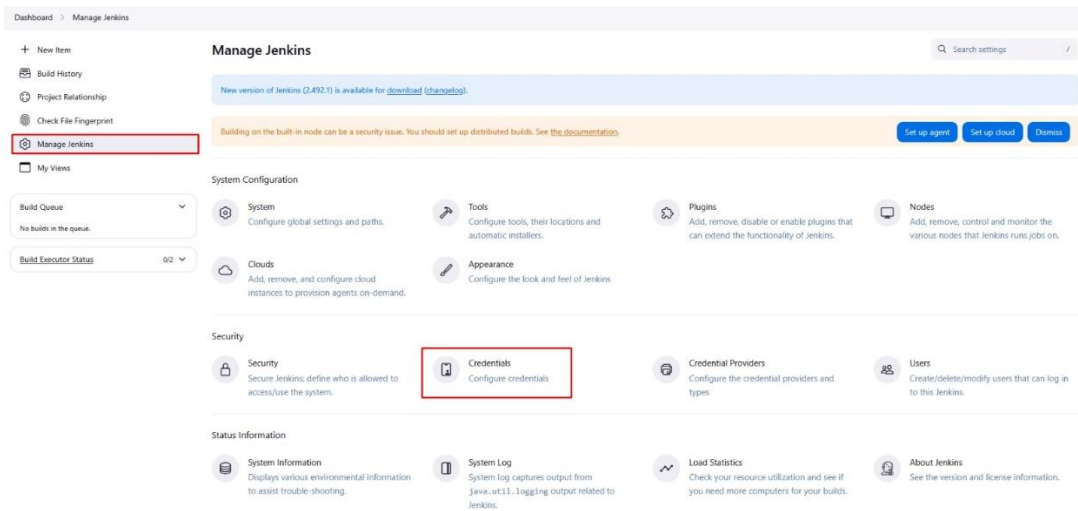 Dashboard > Manage Jenkins
+ New Item
Build History
Project Relationship
Check File Fingerprint
Manage Jenkins
My Views
Build Queue
No builds in the queue.
Build Executor Status 0/2
Manage Jenkins
Search settings /
New version of Jenkins (2.492.1) is available for download (changelog).
Building on the built-in node can be a security issue. You should set up distributed builds. See the documentation.
Set up agent Set up cloud Dismiss
System Configuration
System
Configure global settings and paths.
Tools
Configure tools, their locations and
automatic installers.
Plugins
Add, remove, disable or enable plugins that
can extend the functionality of Jenkins.
Nodes
Add, remove, control and monitor the
various nodes that Jenkins runs jobs on.
Clouds
Add, remove, and configure cloud
instances to provision agents on-demand.
Appearance
Configure the look and feel of Jenkins
Security
Security
Secure Jenkins; define who is allowed to
access/use the system.
Credentials
Configure credentials
Credential Providers
Configure the credential providers and
types
Users
Create/delete/modify users that can log in
to this Jenkins.
Status Information
System Information
Displays various environmental information
to assist trouble-shooting.
System Log
System log captures output from
java.util.logging output related to
Jenkins.
Load Statistics
Check your resource utilization and see if
you need more computers for your builds.
About Jenkins
See the version and license information.